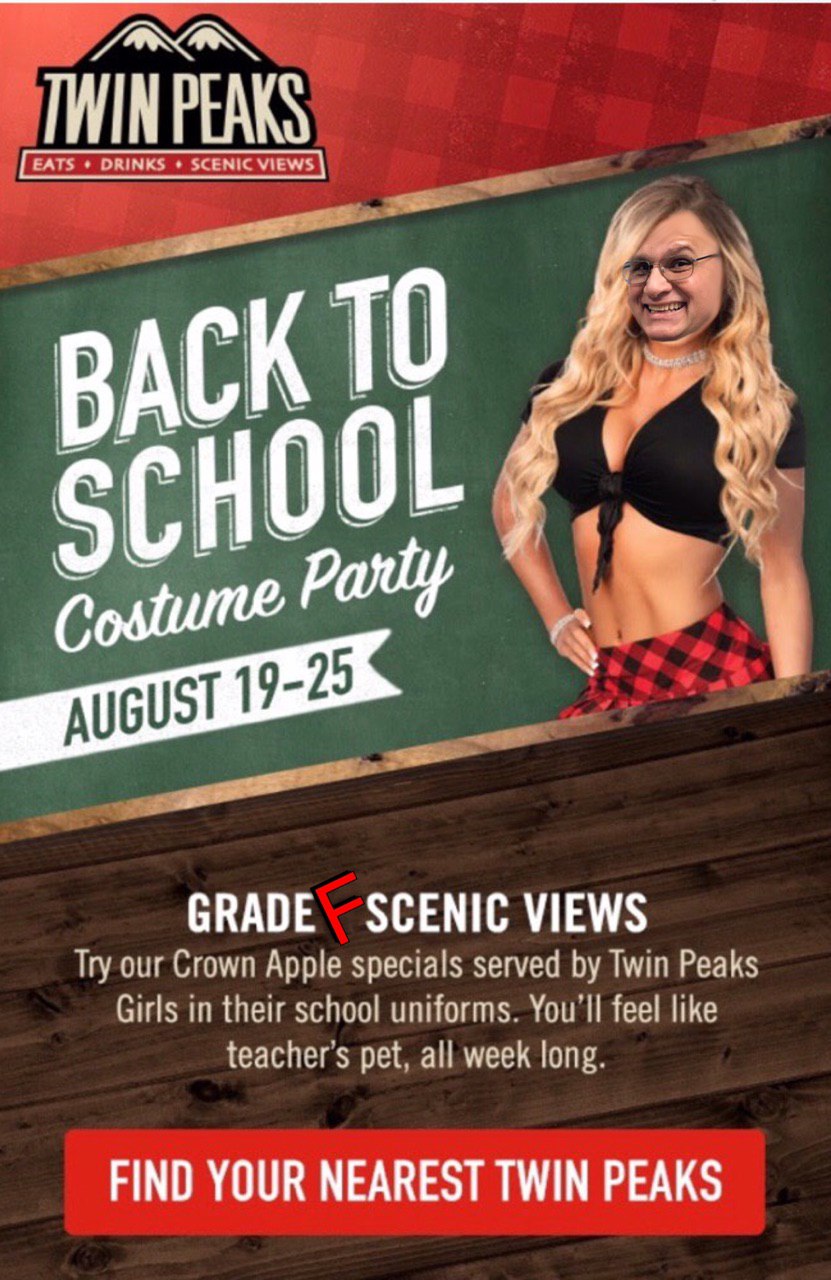 TWIN PEAKS
EATS • DRINKS • SCENIC VIEWS
BACK TO
SCHOOL
Costume Party
AUGUST 19-25
GRADE F SCENIC VIEWS
Try our Crown Apple specials served by Twin Peaks
Girls in their school uniforms. You'll feel like
teacher's pet, all week long.
FIND YOUR NEAREST TWIN PEAKS